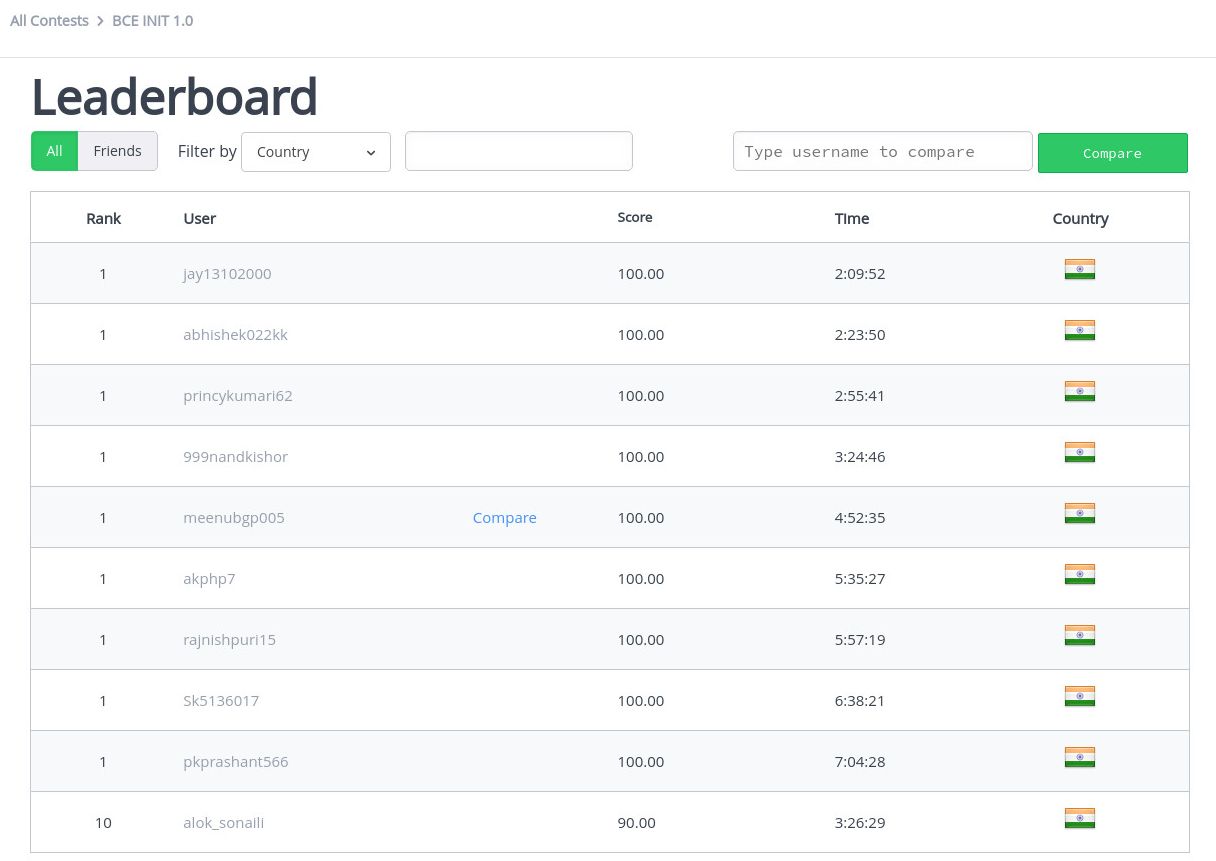 All Contests > BCE INIT 1.0
Leaderboard
All Friends Filter by Country Type username to compare Compare
Rank User Score Time Country
1 jay13102000 100.00 2:09:52
1 abhishek022kk 100.00 2:23:50
1 princykumari62 100.00 2:55:41
1 999nandkishor 100.00 3:24:46
1 meenubgp005 Compare 100.00 4:52:35
1 akphp7 100.00 5:35:27
1 rajnishpuri15 100.00 5:57:19
1 Sk5136017 100.00 6:38:21
1 pkprashant566 100.00 7:04:28
10 alok_sonaili 90.00 3:26:29